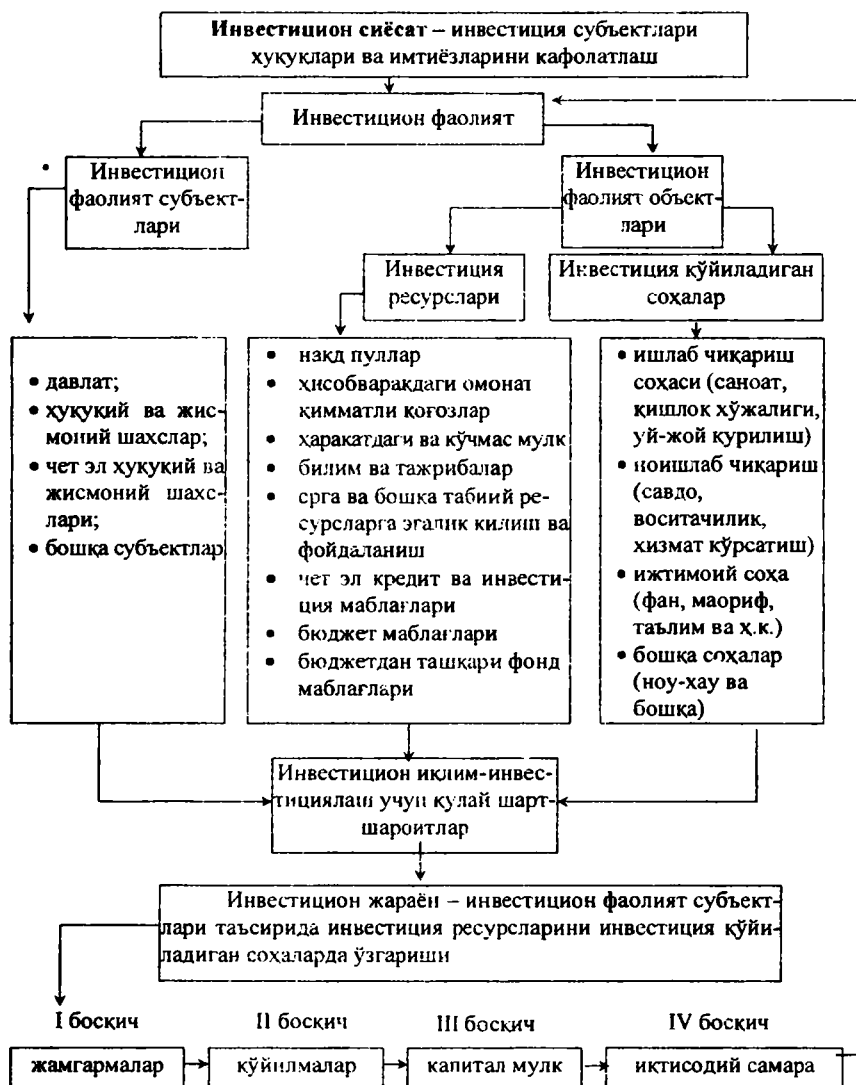 Инвестицион сиёсат – инвестиция субъектлари
ҳуқуқлари ва имтиёзларини кафолатлаш
Инвестицион фаолият
Инвестицион
фаолият субъект-
лари
Инвестицион
фаолият объект-
лари
Инвестиция
ресурслари
Инвестиция қўйиладиган
соҳалар
• давлат;
• ҳуқуқий ва жис-
моний шахслар;
• чет эл ҳуқуқий ва
жисмоний шахс-
лари;
• бошқа субъектлар
• нақд пуллар
• ҳисобварақдаги омонат
қимматли қоғозлар
• ҳаракатдаги ва кўчмас мулк
• билим ва тажрибалар
• ерга ва бошқа табиий ре-
сурсларга эгалик қилиш ва
фойдаланиш
• чет эл кредит ва инвести-
ция маблағлари
• бюджет маблағлари
• бюджетдан ташқари фонд
маблағлари
• ишлаб чиқариш
соҳаси (саноат,
қишлоқ хўжалиги,
уй-жой қурилиш)
• ноишлаб чиқариш
(савдо,
воситачилик,
хизмат кўрсатиш)
• ижтимоий соҳа
(фан, маориф,
таълим ва ҳ.к.)
• бошқа соҳалар
(ноу-хау ва
бошқа)
Инвестицион иқлим-инвес-
тициялаш учун қулай шарт-
шароитлар
Инвестицион жараён – инвестицион фаолият субъект-
лари таъсирида инвестиция ресурсларини инвестиция қўйи-
ладиган соҳаларда ўзгариши
I босқич II босқич III босқич IV босқич
жамғармалар қўйилмалар капитал мулк иқтисодий самара